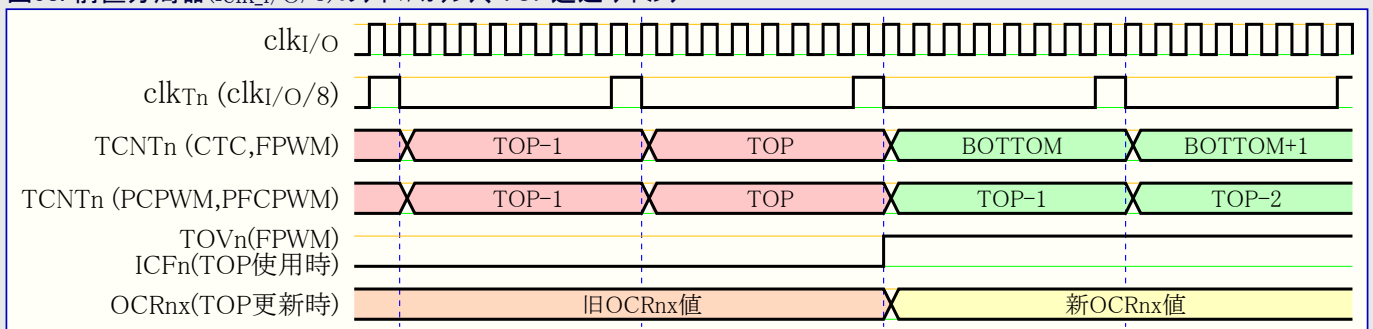 clkI/O
clkTn (clkI/O/8)
TCNTn (CTC,FPWM) TOP-1 TOP BOTTOM BOTTOM+1
TCNTn (PCPWM,PFCPWM) TOP-1 TOP TOP-1 TOP-2
TOVn(FPWM)
ICFn(TOP使用時)
OCRnx(TOP更新時) 旧OCRnx値 新OCRnx値